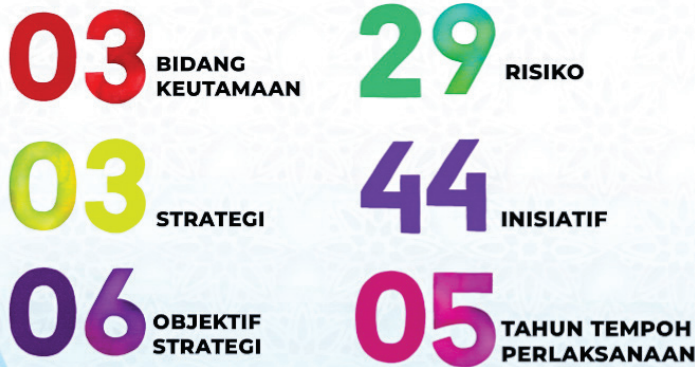 03
BIDANG
KEUTAMAAN
29
RISIKO
03
STRATEGI
44
INISIATIF
06
OBJEKTIF
STRATEGI
05
TAHUN TEMPOH
PERLAKSANAAN